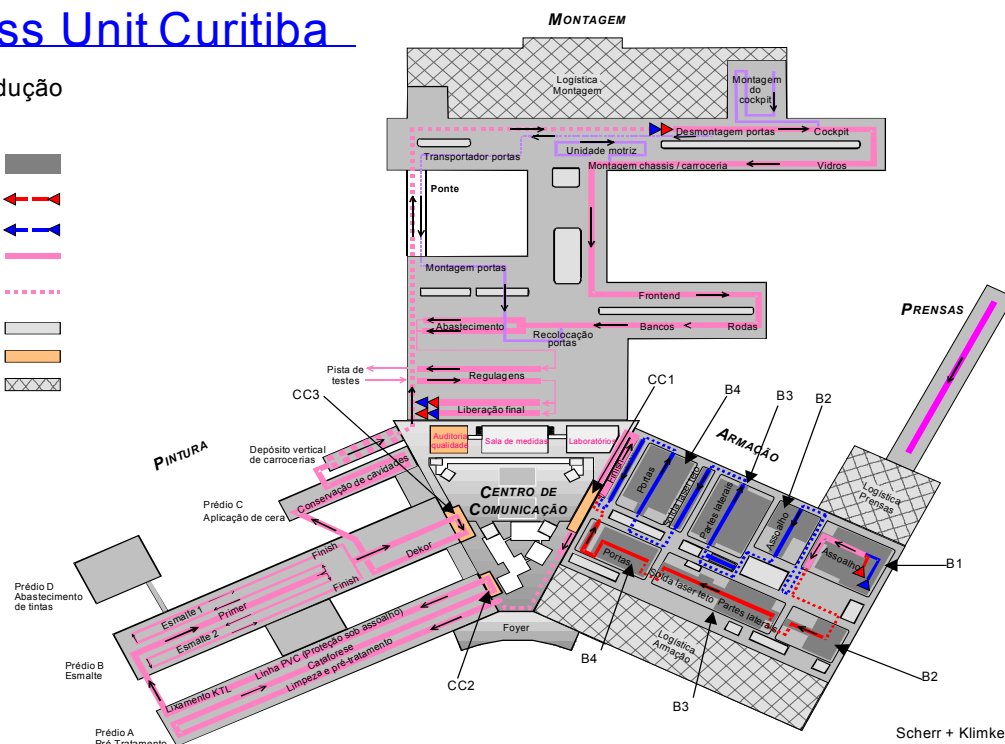 ss Unit Curitiba
dução
MONTAGEM
Logística
Montagem
Montagem
do
cockpit
Desmontagem portas
Cockpit
Unidade motriz
Transportador portas
Montagem chassis / carroceria
Vidros
Ponte
Montagem portas
Frontend
Abastecimento
Recolocação
portas
Bancos
Rodas
Pista de
testes
Regulagens
Liberação final
PRENSAS
Logística
Prensas
CC3
CC1
B4
B3
B2
Auditoria
qualidade
Sala de medidas
Laboratórios
CENTRO DE
COMUNICAÇÃO
Foyer
PINTURA
Depósito vertical
de carrocerias
Conservação de cavidades
Prédio C
Aplicação de cera
Finish
Dekor
Finish
Prédio D
Abastecimento
de tintas
Esmalte 1
Primer
Esmalte 2
Prédio B
Esmalte
Linha PVC (Proteção sob assoalho)
Cataforese
Limpeza e pré-tratamento
Lixamento KTL
Prédio A
Pré Tratamento
CC2
ARMAÇÃO
Finish
Portas
Solda laser teto
Partes laterais
Assoalho
Assoalho
Portas
Solda laser teto
Partes laterais
Logística
Armação
B1
B2
B3
B4
Scherr + Klimke